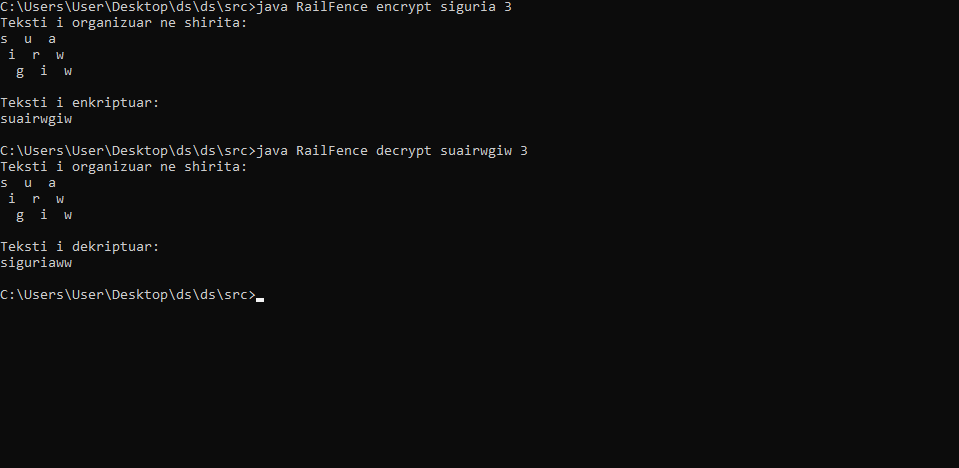 C:\Users\User\Desktop\ds\ds\src>java RailFence encrypt siguria 3
Teksti i organizuar ne shirita:
s  u  a
 i  r  w
  g  i  w
Teksti i enkriptuar:
suairwgiw
C:\Users\User\Desktop\ds\ds\src>java RailFence decrypt suairwgiw 3
Teksti i organizuar ne shirita:
s  u  a
 i  r  w
  g  i  w
Teksti i dekriptuar:
siguriaww
C:\Users\User\Desktop\ds\ds\src>